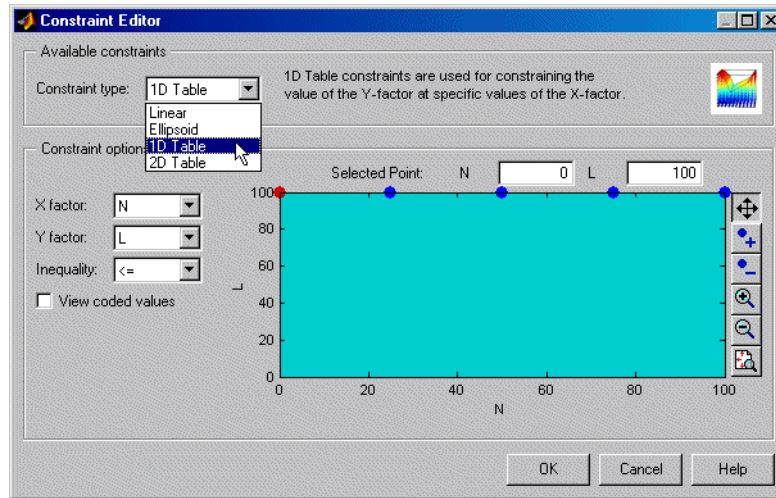 Constraint Editor
Available constraints
Constraint type: 1D Table
1D Table constraints are used for constraining the
value of the Y-factor at specific values of the X-factor.
Linear
Ellipsoid
1D Table
2D Table
Constraint option
Selected Point: N 0 L 100
X factor: N
Y factor: L
Inequality: <=
View coded values
100
80
60
40
20
0
L
0 20 40 60 80 100
N
OK Cancel Help